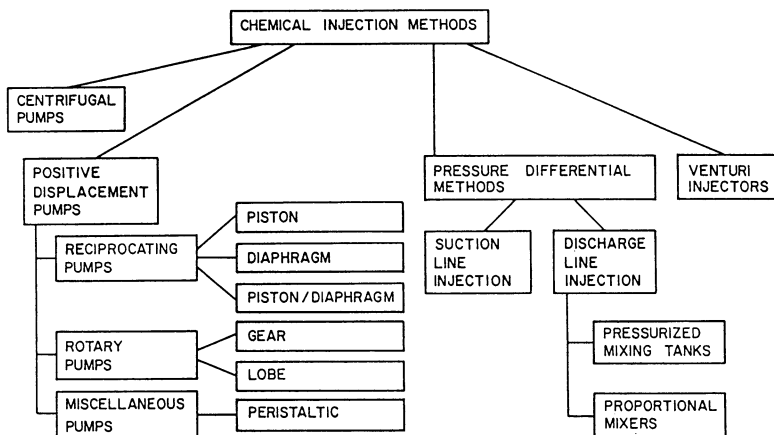 CHEMICAL INJECTION METHODS
CENTRIFUGAL
PUMPS
POSITIVE
DISPLACEMENT
PUMPS
RECIPROCATING
PUMPS
PISTON
DIAPHRAGM
PISTON/DIAPHRAGM
ROTARY
PUMPS
GEAR
LOBE
MISCELLANEOUS
PUMPS
PERISTALTIC
PRESSURE DIFFERENTIAL
METHODS
SUCTION
LINE
INJECTION
DISCHARGE
LINE
INJECTION
PRESSURIZED
MIXING TANKS
PROPORTIONAL
MIXERS
VENTURI
INJECTORS